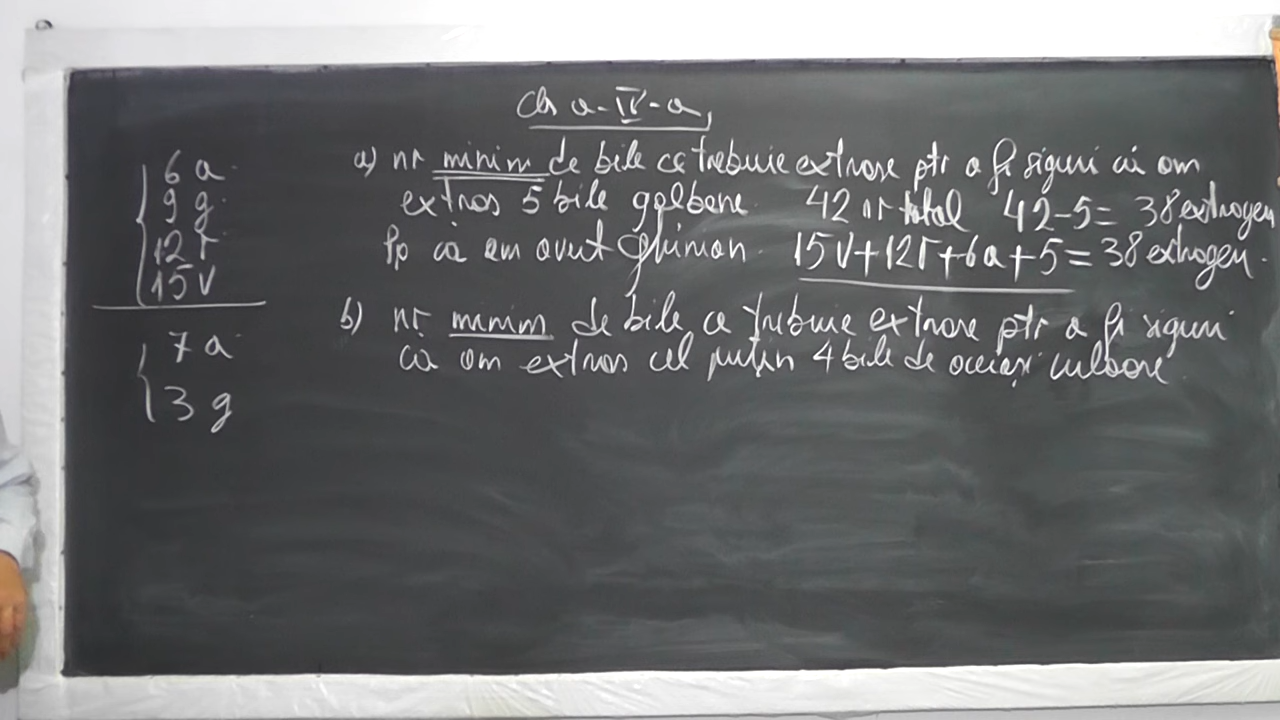 Cls a-IV-a,
6 a
9 g
12 r
15 V
7 a
3 g
a) nr minim de bile ce trebuie extrase ptr a fi siguri că am
extras 5 bile galbene. 42 nr total 42-5= 38 extrageri
Pp că am avut ghinion. 15V+12r+6a+5=38 extrageri.
b) nr minim de bile, ce trebuie extrase ptr a fi siguri
că am extras cel puțin 4 bile de aceiași culoare